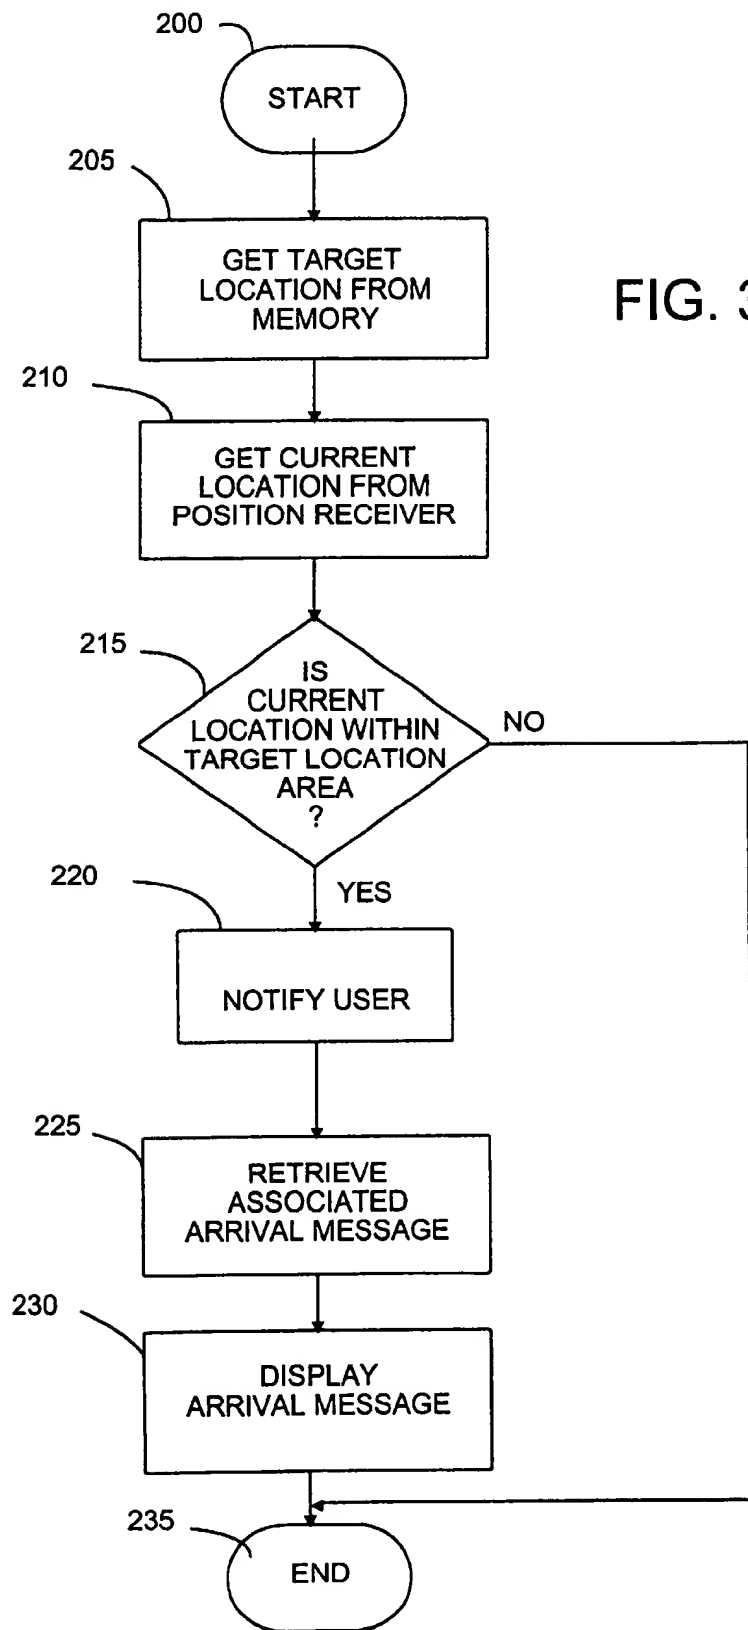 200
START
205
GET TARGET
LOCATION FROM
MEMORY
FIG. 3
210
GET CURRENT
LOCATION FROM
POSITION RECEIVER
215
IS
CURRENT
LOCATION WITHIN
TARGET LOCATION
AREA
?
NO
YES
220
NOTIFY USER
225
RETRIEVE
ASSOCIATED
ARRIVAL MESSAGE
230
DISPLAY
ARRIVAL MESSAGE
235
END